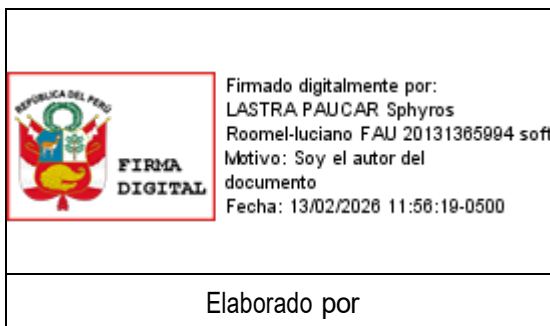 REPÚBLICA DEL PERÚ
FIRMA
DIGITAL
Firmado digitalmente por:
LASTRA PAUCAR Sphyros
Roomel-luciano FAU 20131365994 soft
Motivo: Soy el autor del
documento
Fecha: 13/02/2026 11:56:19-0500
Elaborado por